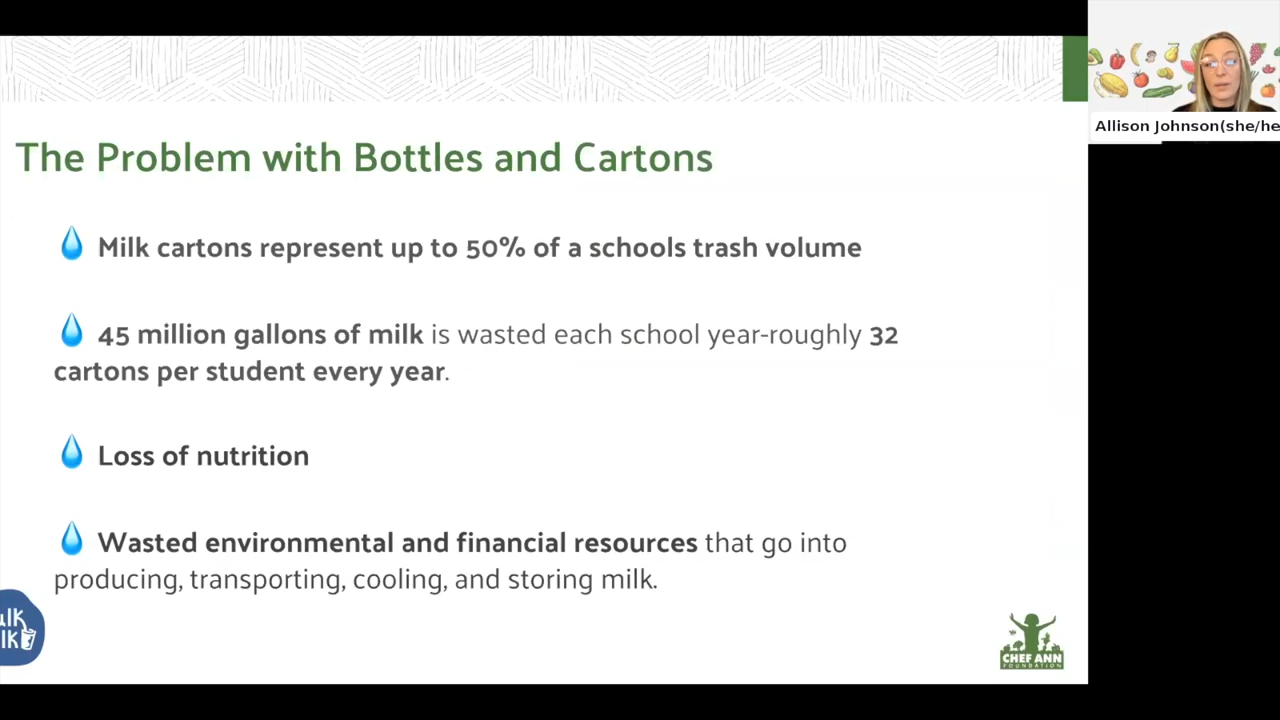 Allison Johnson(she/he
The Problem with Bottles and Cartons
Milk cartons represent up to 50% of a schools trash volume
45 million gallons of milk is wasted each school year-roughly 32
cartons per student every year.
Loss of nutrition
Wasted environmental and financial resources that go into
producing, transporting, cooling, and storing milk.
CHEF ANN
FOUNDATION